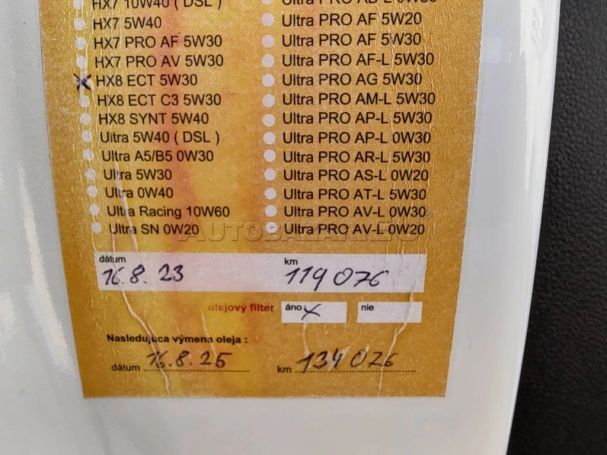 HX7 10W40 ( DSL )
HX7 5W40
HX7 PRO AF 5W30
HX7 PRO AV 5W30
HX8 ECT 5W30
HX8 ECT C3 5W30
HX8 SYNT 5W40
Ultra 5W40 ( DSL )
Ultra A5/B5 0W30
Ultra 5W30
Ultra 0W40
Ultra Racing 10W60
Ultra SN 0W20
Ultra PRO AF 5W20
Ultra PRO AF 5W30
Ultra PRO AF-L 5W30
Ultra PRO AG 5W30
Ultra PRO AM-L 5W30
Ultra PRO AP-L 5W30
Ultra PRO AP-L 0W30
Ultra PRO AR-L 5W30
Ultra PRO AS-L 0W20
Ultra PRO AT-L 5W30
Ultra PRO AV-L 0W30
Ultra PRO AV-L 0W20
dátum km
16.8.23 119076
olejový filter áno x nie
Nasledujúca výmena oleja :
dátum 16.8.25 km 134076